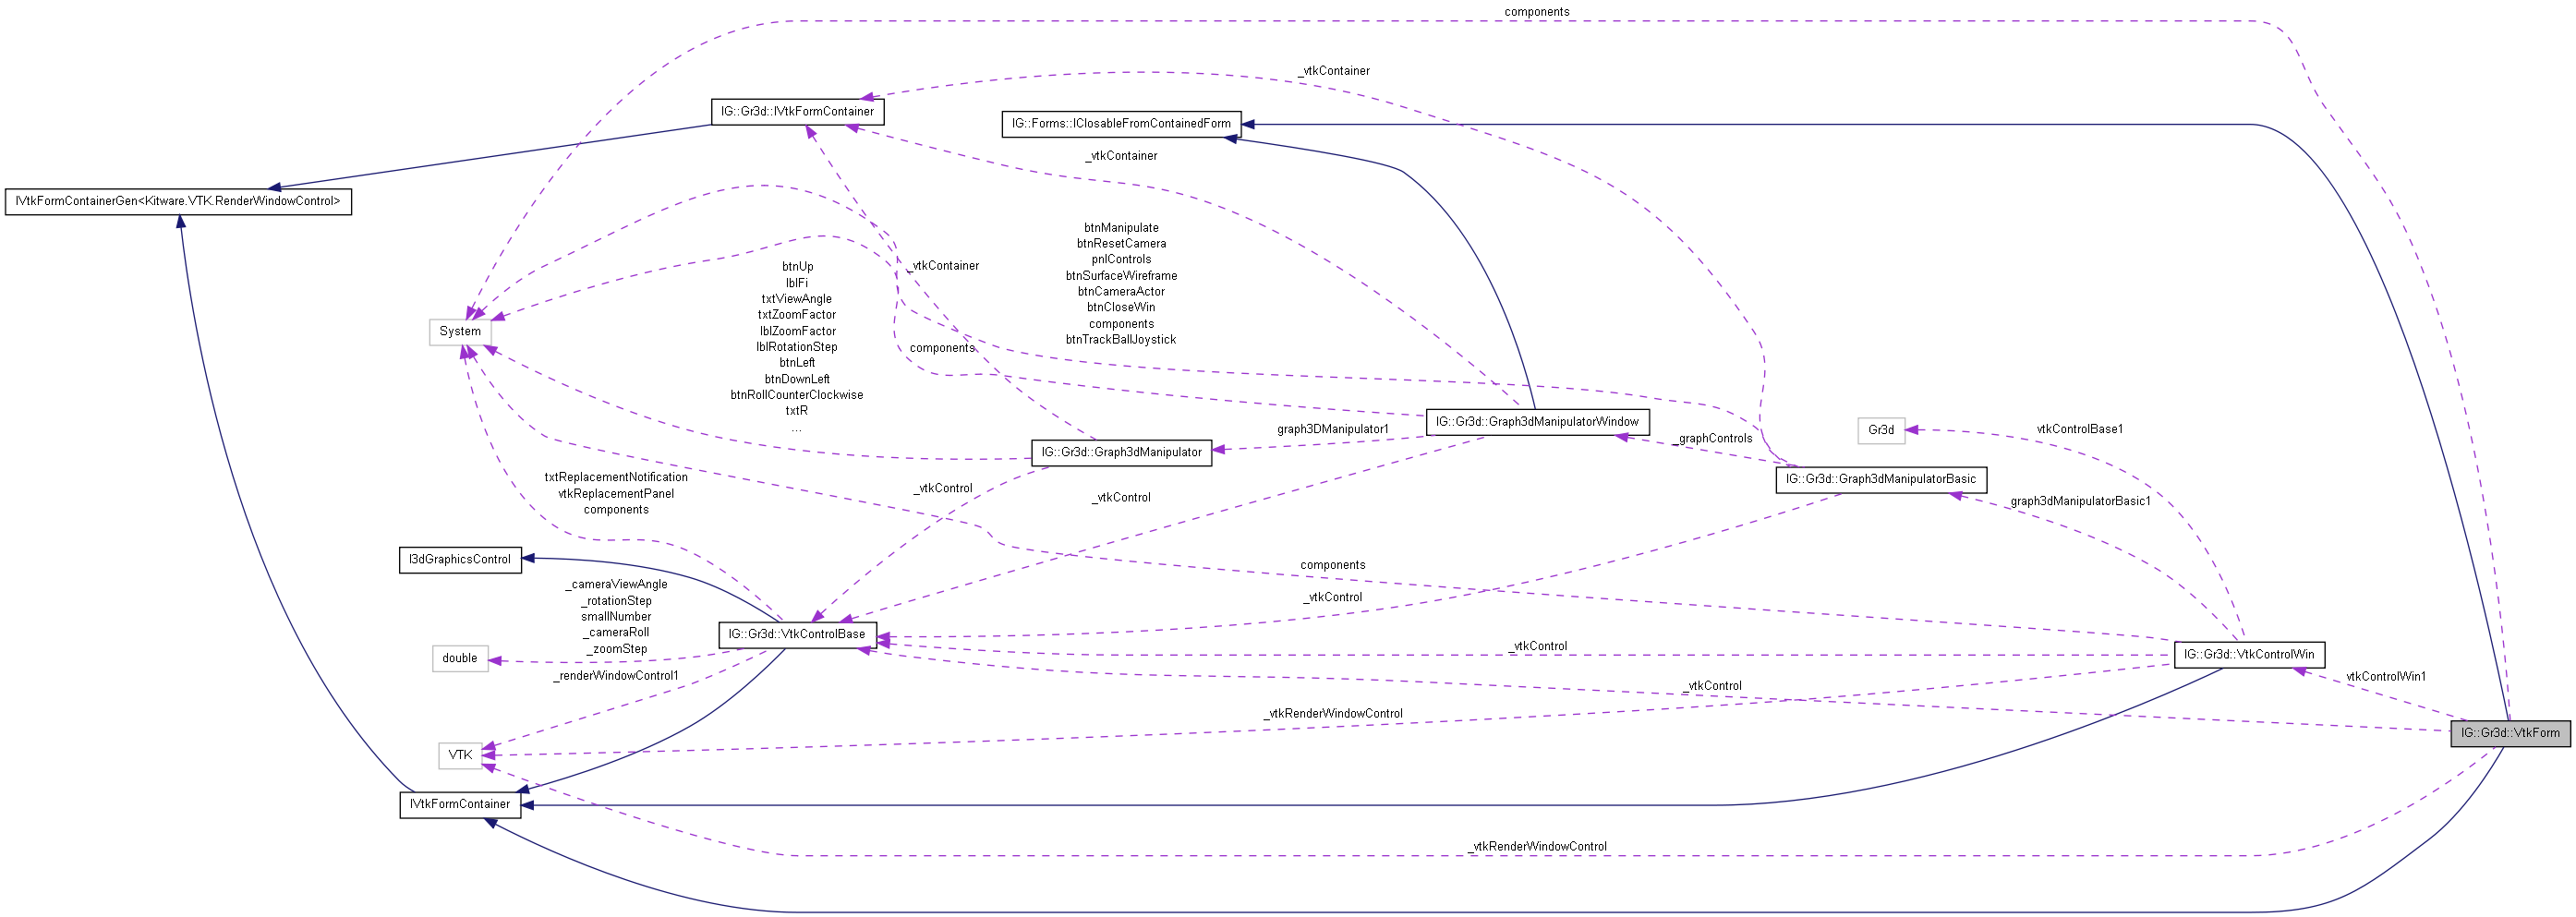 components
_vtkContainer
IG::Gr3d::IVtkFormContainer
IG::Forms::IClosableFromContainedForm
_vtkContainer
IVtkFormContainerGen<Kitware.VTK.RenderWindowControl>
btnManipulate
btnResetCamera
pnlControls
btnSurfaceWireframe
btnCameraActor
btnCloseWin
components
btnTrackBallJoystick
_vtkContainer
btnUp
lblFi
txtViewAngle
txtZoomFactor
lblZoomFactor
lblRotationStep
btnLeft
btnDownLeft
btnRollCounterClockwise
txtR
...
System
components
IG::Gr3d::Graph3dManipulatorWindow
graph3DManipulator1
Gr3d
vtkControlBase1
_graphControls
IG::Gr3d::Graph3dManipulator
IG::Gr3d::Graph3dManipulatorBasic
txtReplacementNotification
vtkReplacementPanel
components
_vtkControl
_vtkControl
graph3dManipulatorBasic1
I3dGraphicsControl
components
_cameraViewAngle
_rotationStep
smallNumber
_cameraRoll
_zoomStep
_vtkControl
IG::Gr3d::VtkControlBase
double
_vtkControl
IG::Gr3d::VtkControlWin
_renderWindowControl1
vtkControlWin1
_vtkControl
_vtkRenderWindowControl
IG::Gr3d::VtkForm
VTK
IVtkFormContainer
_vtkRenderWindowControl